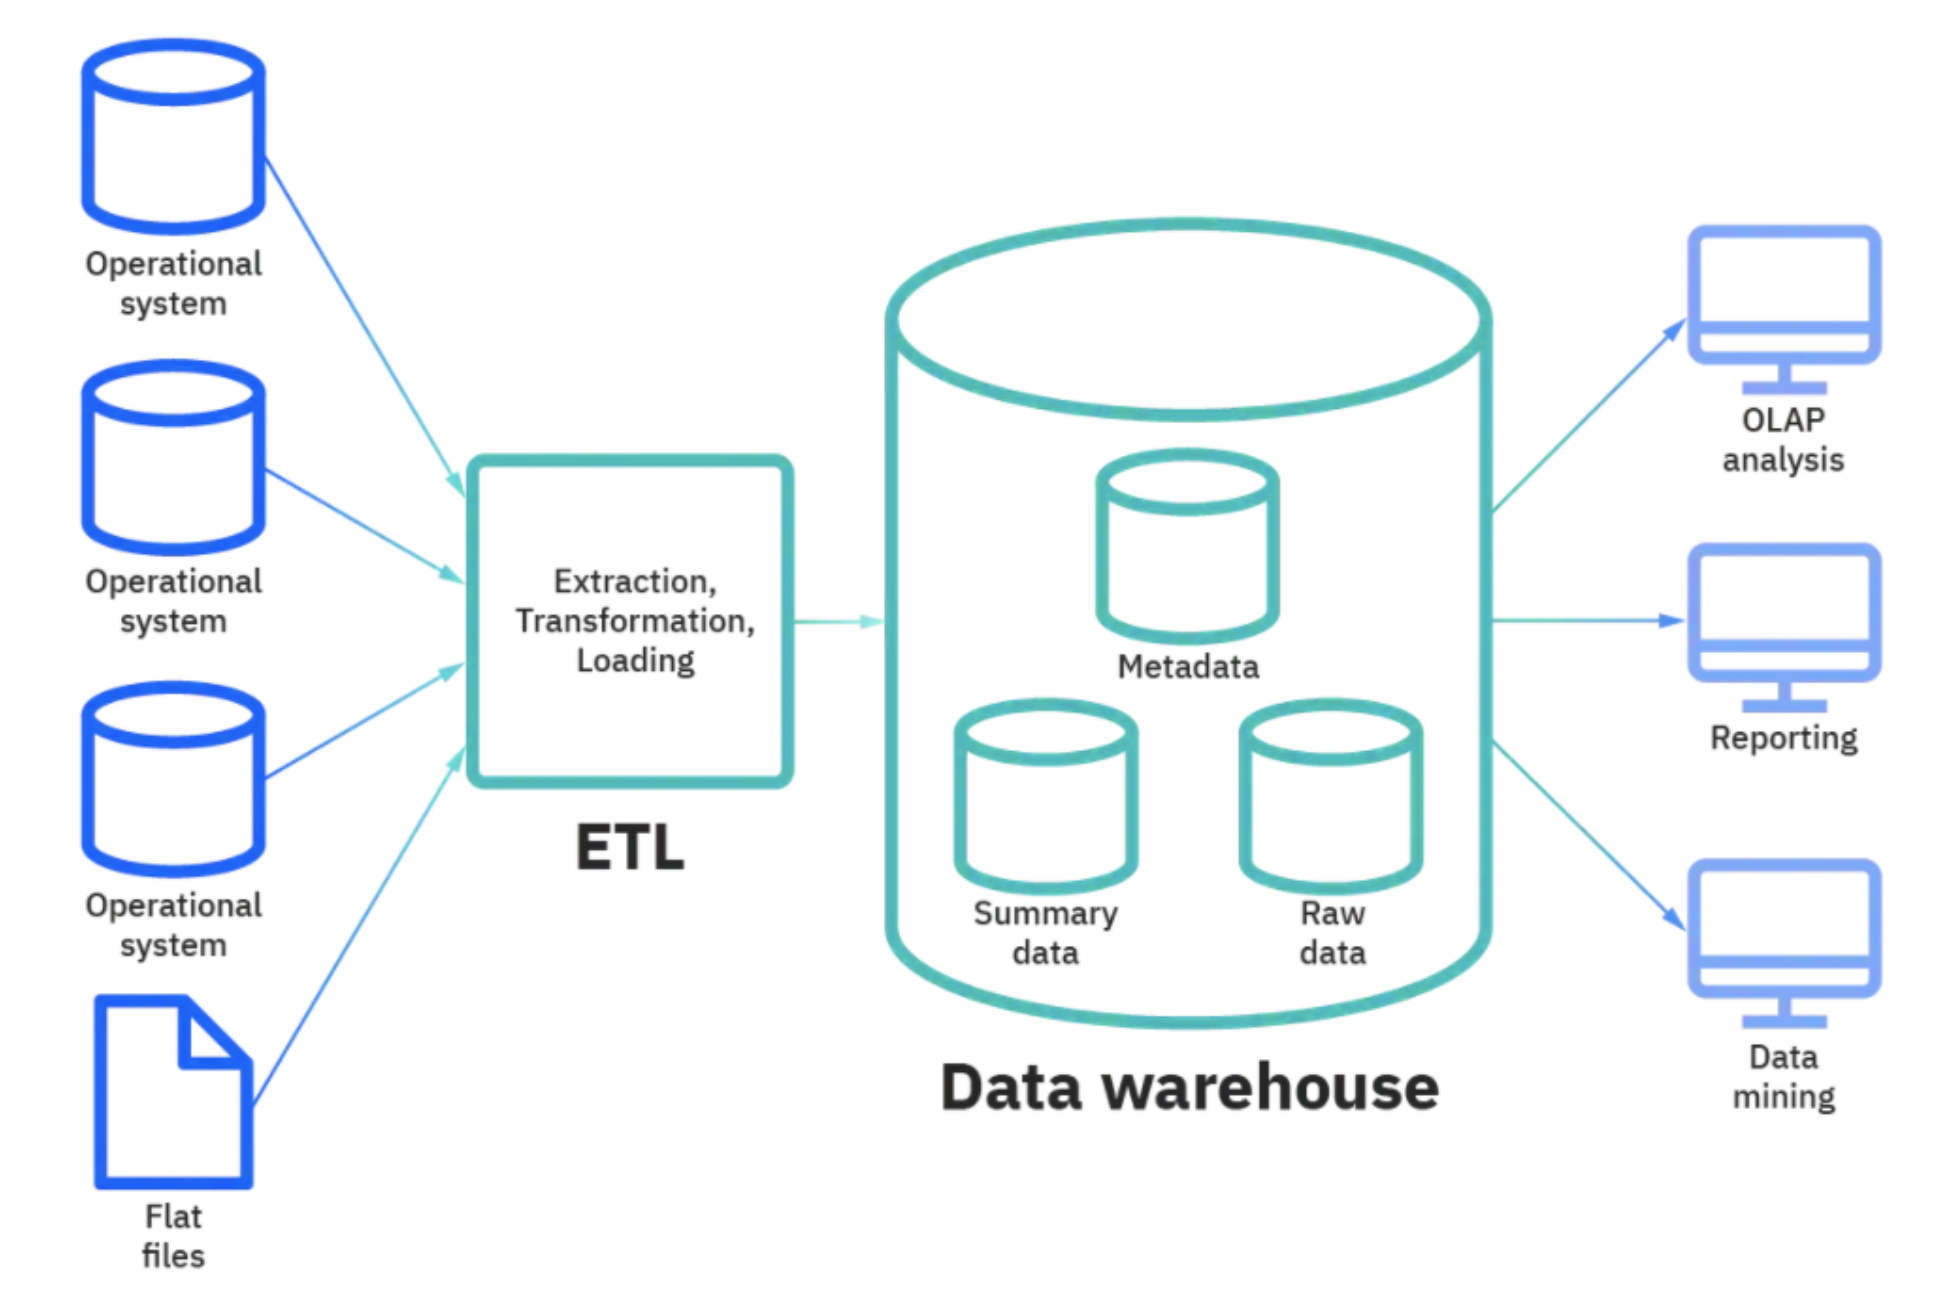 Operational
system
Operational
system
Operational
system
Flat
files
Extraction,
Transformation,
Loading
ETL
Metadata
Summary
data
Raw
data
Data warehouse
OLAP
analysis
Reporting
Data
mining